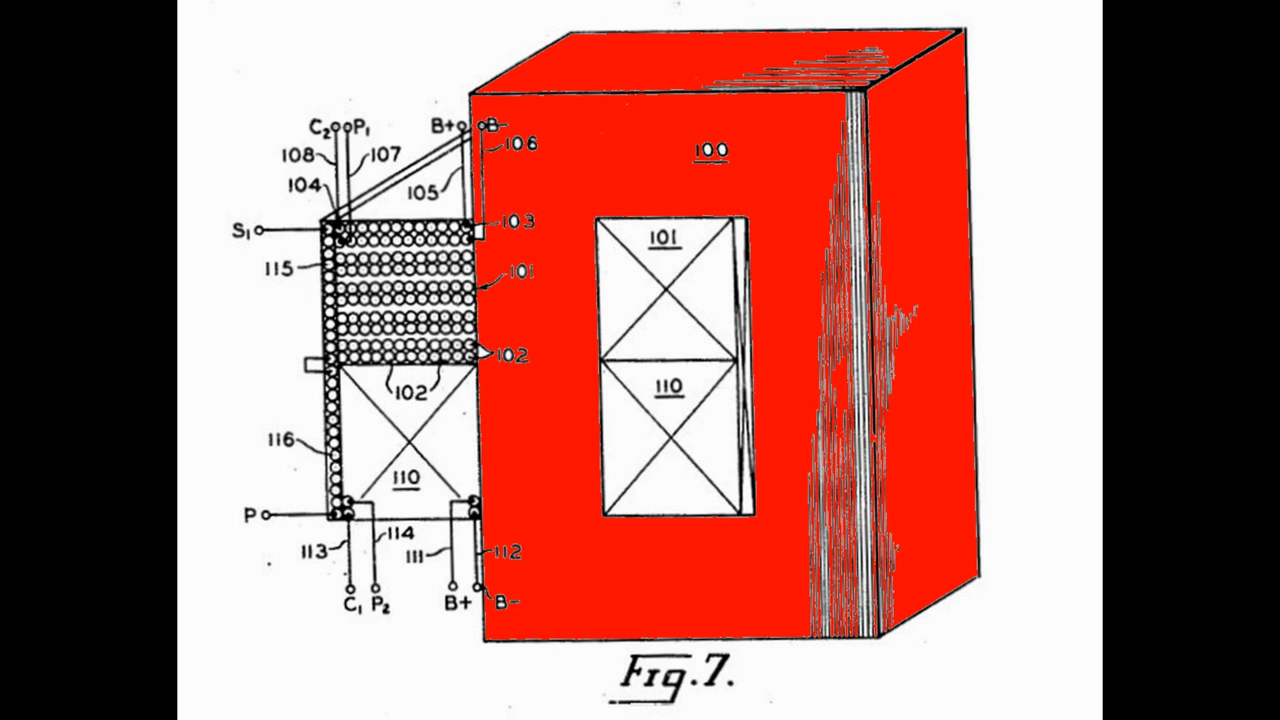 C₂ P₁ B+ B-
108 107 106
100
104 105
S₁ 103
101
115 101
102
102
110
116
110
P
113 114 111 112
C₁ P₂ B+ B-
Fig.7.